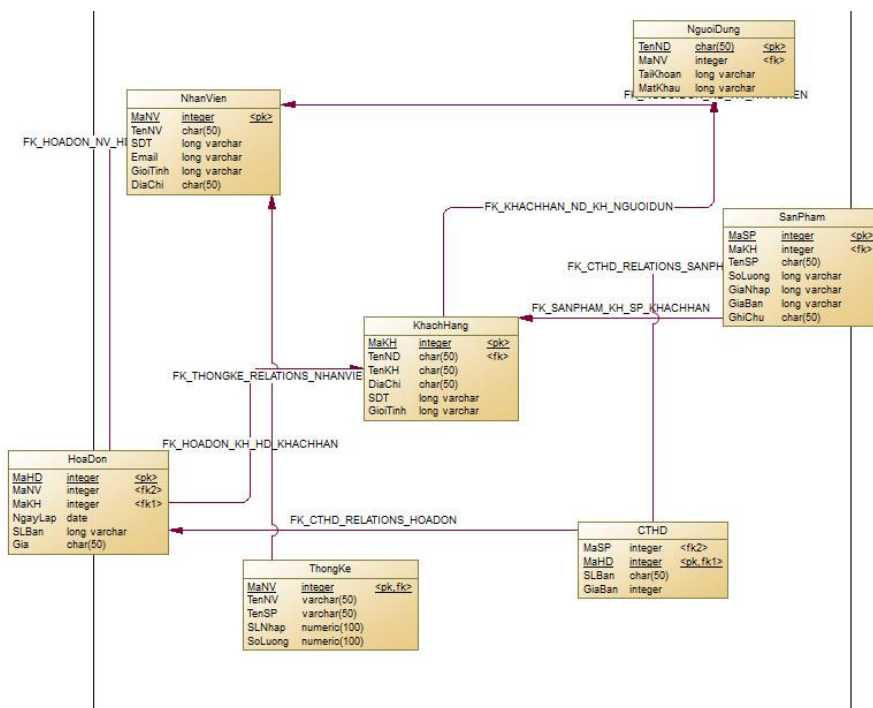 NguoiDung
TenND char(50) <pk>
MaNV integer <fk>
TaiKhoan long varchar
MatKhau long varchar
NhanVien
MaNV integer <pk>
TenNV char(50)
SDT long varchar
Email long varchar
GioiTinh long varchar
DiaChi char(50)
FK_HOADON_NV_H
FK_KHACHHAN_ND_KH_NGUOIDUN
SanPham
MaSP integer <pk>
MaKH integer <fk>
TenSP char(50)
SoLuong long varchar
GiaNhap long varchar
GiaBan long varchar
GhiChu char(50)
FK_CTHD_RELATIONS_SANPH
FK_SANPHAM_KH_SP_KHACHHAN
KhachHang
MaKH integer <pk>
TenND char(50) <fk>
TenKH char(50)
DiaChi char(50)
SDT long varchar
GioiTinh long varchar
FK_THONGKE_RELATIONS_NHANVIE
FK_HOADON_KH_HD_KHACHHAN
HoaDon
MaHD integer <pk>
MaNV integer <fk2>
MaKH integer <fk1>
NgayLap date
SLBan long varchar
Gia char(50)
FK_CTHD_RELATIONS_HOADON
CTHD
MaSP integer <fk2>
MaHD integer <pk,fk1>
SLBan char(50)
GiaBan integer
ThongKe
MaNV integer <pk,fk>
TenNV varchar(50)
TenSP varchar(50)
SLNhap numeric(100)
SoLuong numeric(100)